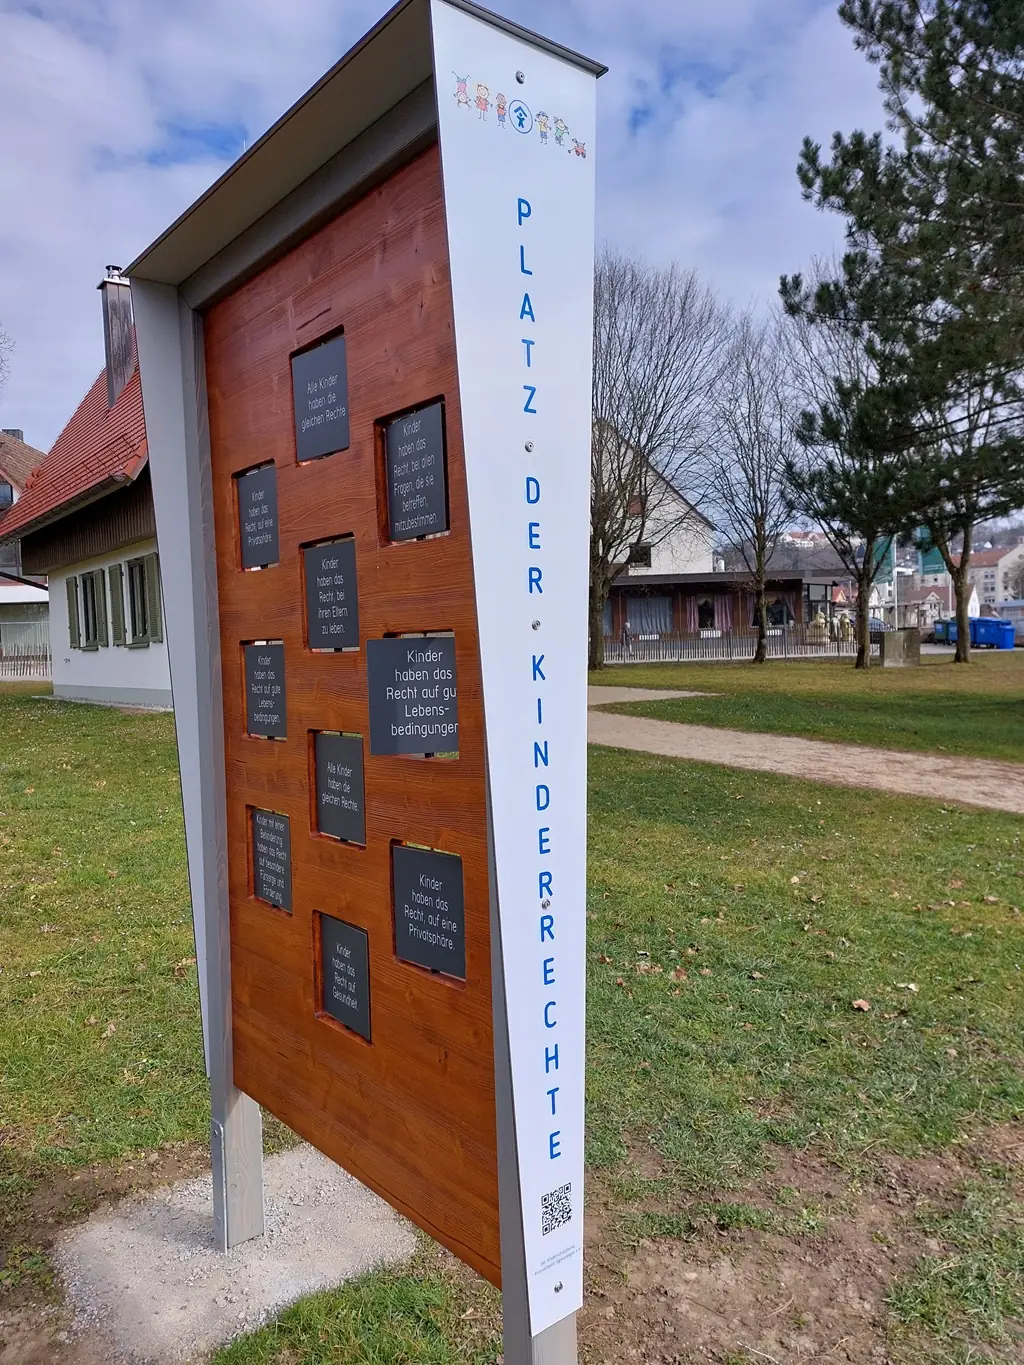 PLATZ DER KINDERRECHTE
Alle Kinder
haben die
gleichen Rechte
Kinder
haben das
Recht, bei allen
Fragen, die sie
betreffen,
mitzubestimmen.
Kinder
haben das
Recht, auf eine
Privatsphäre.
Kinder
haben das
Recht, bei
ihren Eltern
zu leben.
Kinder
haben das
Recht auf gute
Lebens-
bedingungen.
Kinder
haben das
Recht auf gu
Lebens-
bedingungen
Alle Kinder
haben die
gleichen Rechte.
Kinder mit einer
Behinderung
haben das Recht
auf besondere
Fürsorge und
Förderung.
Kinder
haben das
Recht, auf eine
Privatsphäre.
Kinder
haben das
Recht auf
Gesundheit.